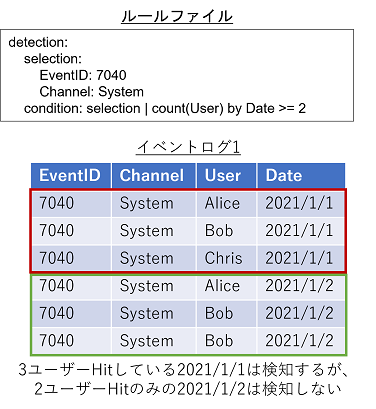 ルールファイル
detection:
selection:
EventID: 7040
Channel: System
condition: selection | count(User) by Date >= 2
イベントログ1
EventID Channel User Date
7040 System Alice 2021/1/1
7040 System Bob 2021/1/1
7040 System Chris 2021/1/1
7040 System Alice 2021/1/2
7040 System Bob 2021/1/2
7040 System Bob 2021/1/2
3ユーザーHitしている2021/1/1は検知するが、
2ユーザーHitのみの2021/1/2は検知しない